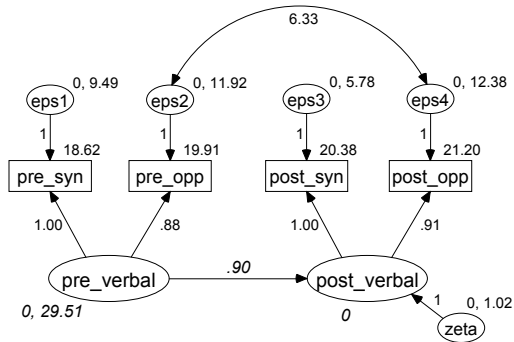 6.33
0, 9.49
0, 11.92
0, 5.78
0, 12.38
eps1
eps2
eps3
eps4
1
1
1
1
18.62
19.91
20.38
21.20
pre_syn
pre_opp
post_syn
post_opp
1.00
.88
1.00
.91
pre_verbal
.90
post_verbal
0, 29.51
0
1
0, 1.02
zeta